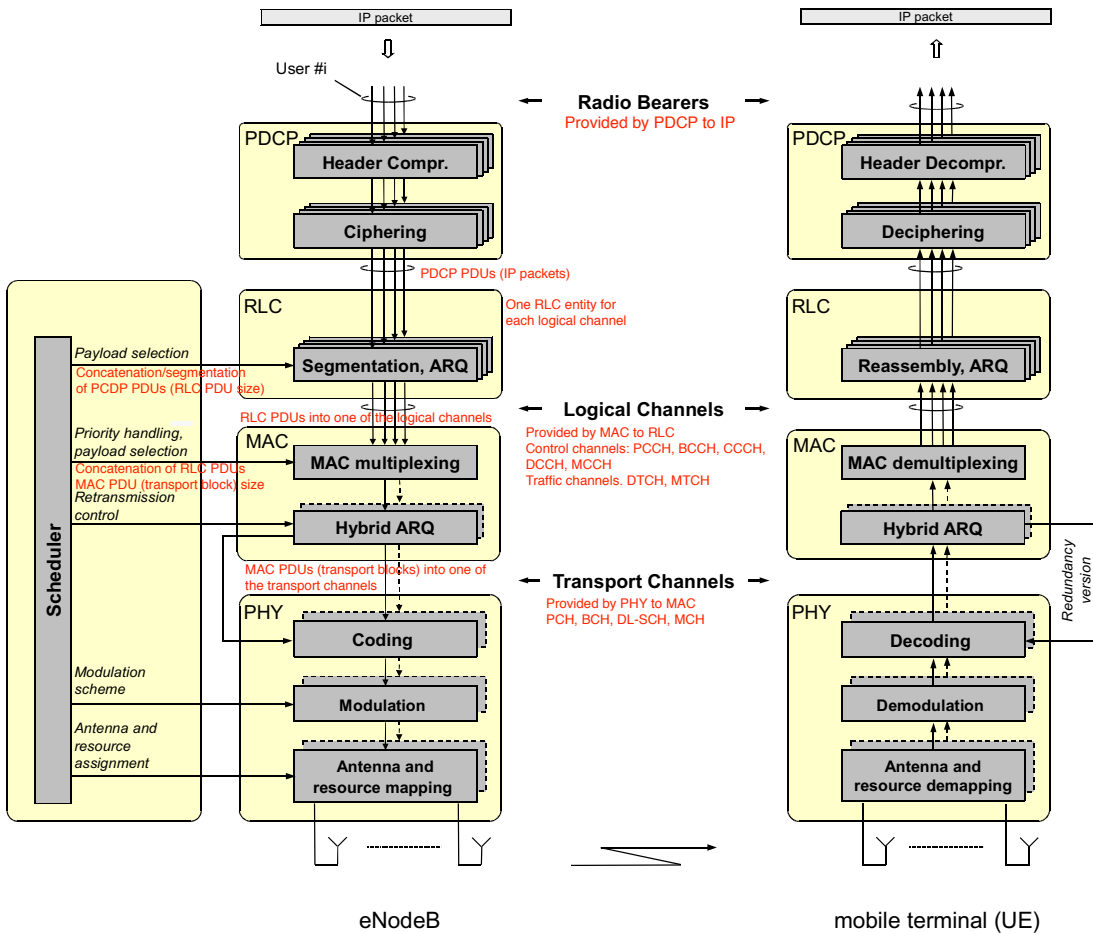 IP packet
IP packet
User #i
Radio Bearers
Provided by PDCP to IP
PDCP
Header Compr.
Ciphering
PDCP
Header Decompr.
Deciphering
PDCP PDUs (IP packets)
RLC
One RLC entity for
each logical channel
RLC
Payload selection
Concatenation/segmentation
of PCDP PDUs (RLC PDU size)
Segmentation, ARQ
Reassembly, ARQ
RLC PDUs into one of the logical channels
Logical Channels
Provided by MAC to RLC
Control channels: PCCH, BCCH, CCCH,
DCCH, MCCH
Traffic channels. DTCH, MTCH
Priority handling,
payload selection
Concatenation of RLC PDUs
MAC PDU (transport block) size
Retransmission
control
MAC
MAC multiplexing
Hybrid ARQ
MAC
MAC demultiplexing
Hybrid ARQ
MAC PDUs (transport blocks) into one of
the transport channels
Transport Channels
Provided by PHY to MAC
PCH, BCH, DL-SCH, MCH
Redundancy
version
Scheduler
PHY
Coding
PHY
Decoding
Modulation
scheme
Modulation
Demodulation
Antenna and
resource
assignment
Antenna and
resource mapping
Antenna and
resource demapping
eNodeB
mobile terminal (UE)